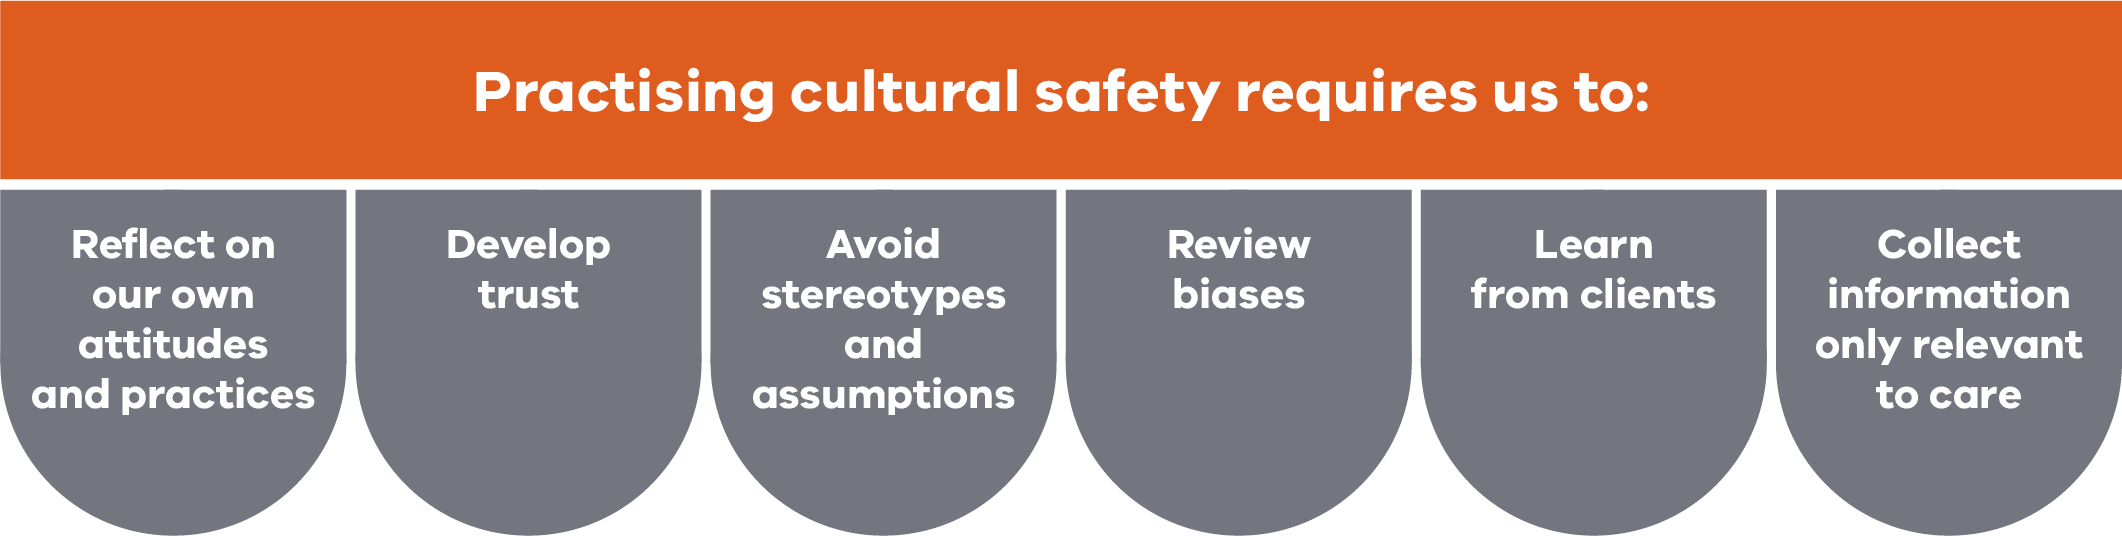 Practising cultural safety requires us to:
Reflect on
our own
attitudes
and practices
Develop
trust
Avoid
stereotypes
and
assumptions
Review
biases
Learn
from clients
Collect
information
only relevant
to care